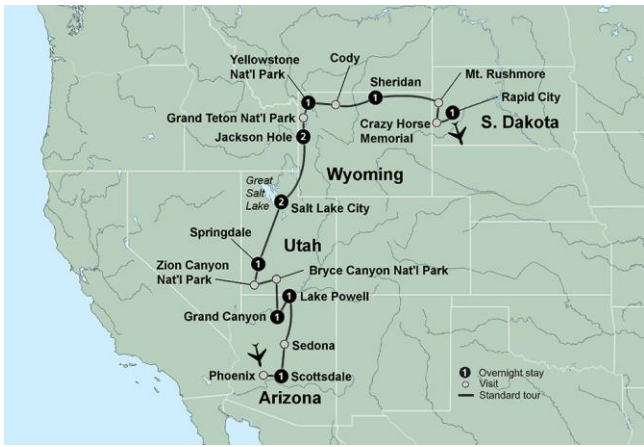 Yellowstone
Nat'l Park
Cody
Sheridan
Mt. Rushmore
1
1
1
Rapid City
Grand Teton Nat'l Park
Crazy Horse
Memorial
S. Dakota
Jackson Hole
2
Wyoming
Great
Salt
Lake
2
Salt Lake City
Springdale
Utah
1
Zion Canyon
Nat'l Park
Bryce Canyon Nat'l Park
1
Lake Powell
Grand Canyon
1
Sedona
Phoenix
1
Scottsdale
Arizona
1 Overnight stay
Visit
Standard tour